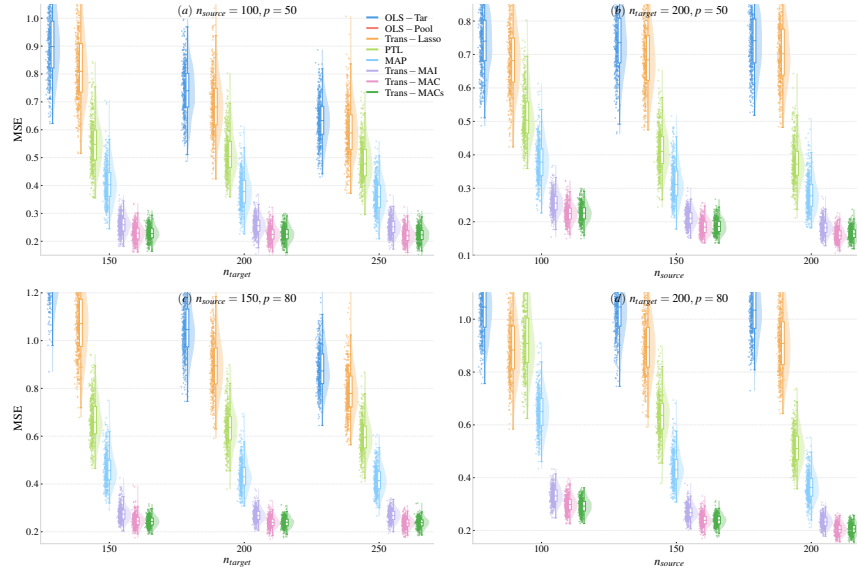 (a) n_source = 100, p = 50
OLS−Tar
OLS−Pool
Trans−Lasso
PTL
MAP
Trans−MAI
Trans−MAC
Trans−MACs
MSE
1.0
0.9
0.8
0.7
0.6
0.5
0.4
0.3
0.2
150
200
250
n_target
(b) n_target = 200, p = 50
0.8
0.7
0.6
0.5
0.4
0.3
0.2
0.1
100
150
200
n_source
(c) n_source = 150, p = 80
MSE
1.2
1.0
0.8
0.6
0.4
0.2
150
200
250
n_target
(d) n_target = 200, p = 80
1.0
0.8
0.6
0.4
0.2
100
150
200
n_source